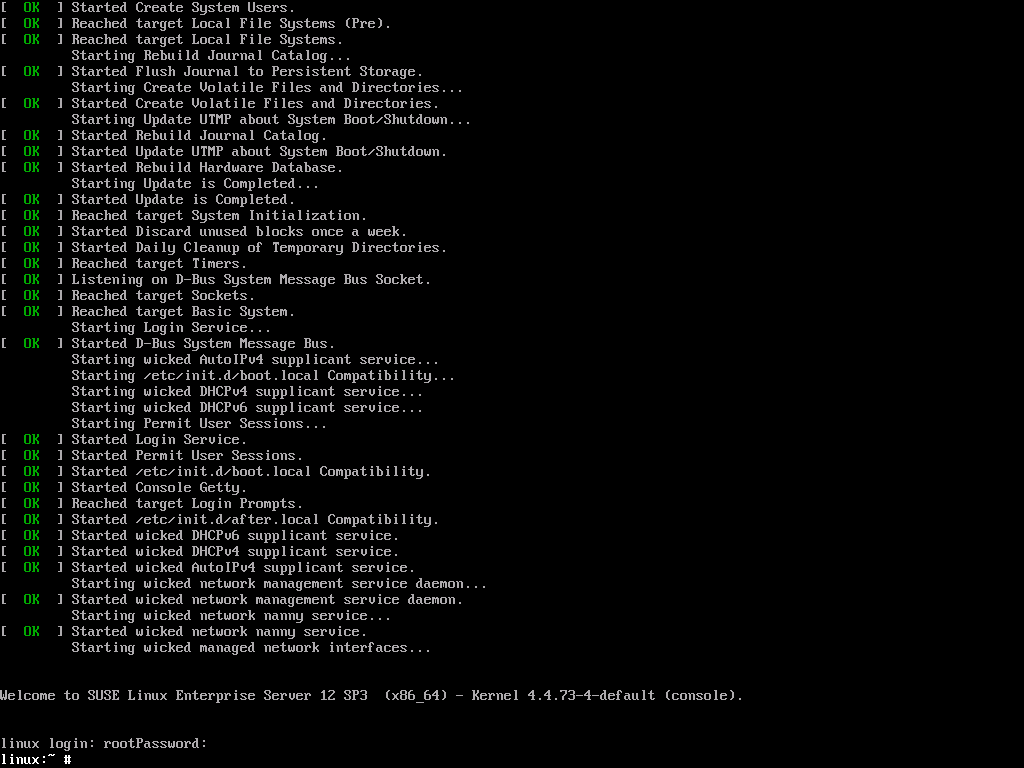 [  OK  ] Started Create System Users.
[  OK  ] Reached target Local File Systems (Pre).
[  OK  ] Reached target Local File Systems.
         Starting Rebuild Journal Catalog...
[  OK  ] Started Flush Journal to Persistent Storage.
         Starting Create Volatile Files and Directories...
[  OK  ] Started Create Volatile Files and Directories.
         Starting Update UTMP about System Boot/Shutdown...
[  OK  ] Started Rebuild Journal Catalog.
[  OK  ] Started Update UTMP about System Boot/Shutdown.
[  OK  ] Started Rebuild Hardware Database.
         Starting Update is Completed...
[  OK  ] Started Update is Completed.
[  OK  ] Reached target System Initialization.
[  OK  ] Started Discard unused blocks once a week.
[  OK  ] Started Daily Cleanup of Temporary Directories.
[  OK  ] Reached target Timers.
[  OK  ] Listening on D-Bus System Message Bus Socket.
[  OK  ] Reached target Sockets.
[  OK  ] Reached target Basic System.
         Starting Login Service...
[  OK  ] Started D-Bus System Message Bus.
         Starting wicked AutoIPv4 supplicant service...
         Starting /etc/init.d/boot.local Compatibility...
         Starting wicked DHCPv4 supplicant service...
         Starting wicked DHCPv6 supplicant service...
         Starting Permit User Sessions...
[  OK  ] Started Login Service.
[  OK  ] Started Permit User Sessions.
[  OK  ] Started /etc/init.d/boot.local Compatibility.
[  OK  ] Started Console Getty.
[  OK  ] Reached target Login Prompts.
[  OK  ] Started /etc/init.d/after.local Compatibility.
[  OK  ] Started wicked DHCPv6 supplicant service.
[  OK  ] Started wicked DHCPv4 supplicant service.
[  OK  ] Started wicked AutoIPv4 supplicant service.
         Starting wicked network management service daemon...
[  OK  ] Started wicked network management service daemon.
         Starting wicked network nanny service...
[  OK  ] Started wicked network nanny service.
         Starting wicked managed network interfaces...
Welcome to SUSE Linux Enterprise Server 12 SP3  (x86_64) - Kernel 4.4.73-4-default (console).
linux login: rootPassword:
linux:~ #